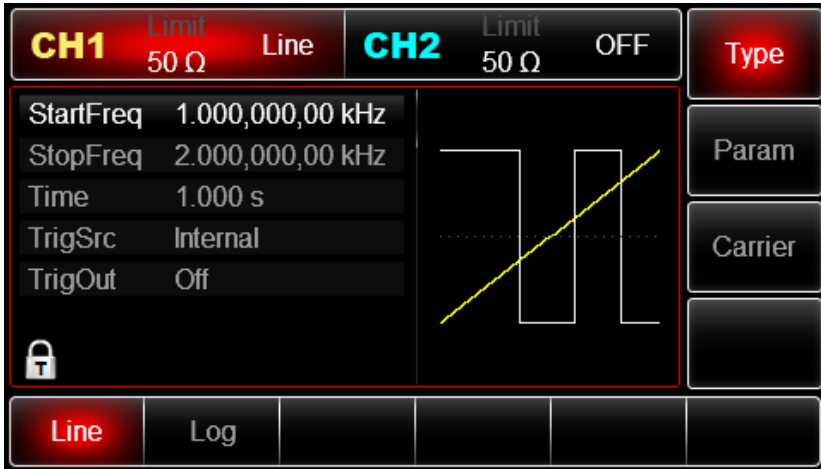 CH1 Limit 50 Ω Line CH2 Limit 50 Ω OFF
Type
StartFreq 1.000,000,00 kHz
StopFreq 2.000,000,00 kHz
Time 1.000 s
TrigSrc Internal
TrigOut Off
T
Param
Carrier
Line Log